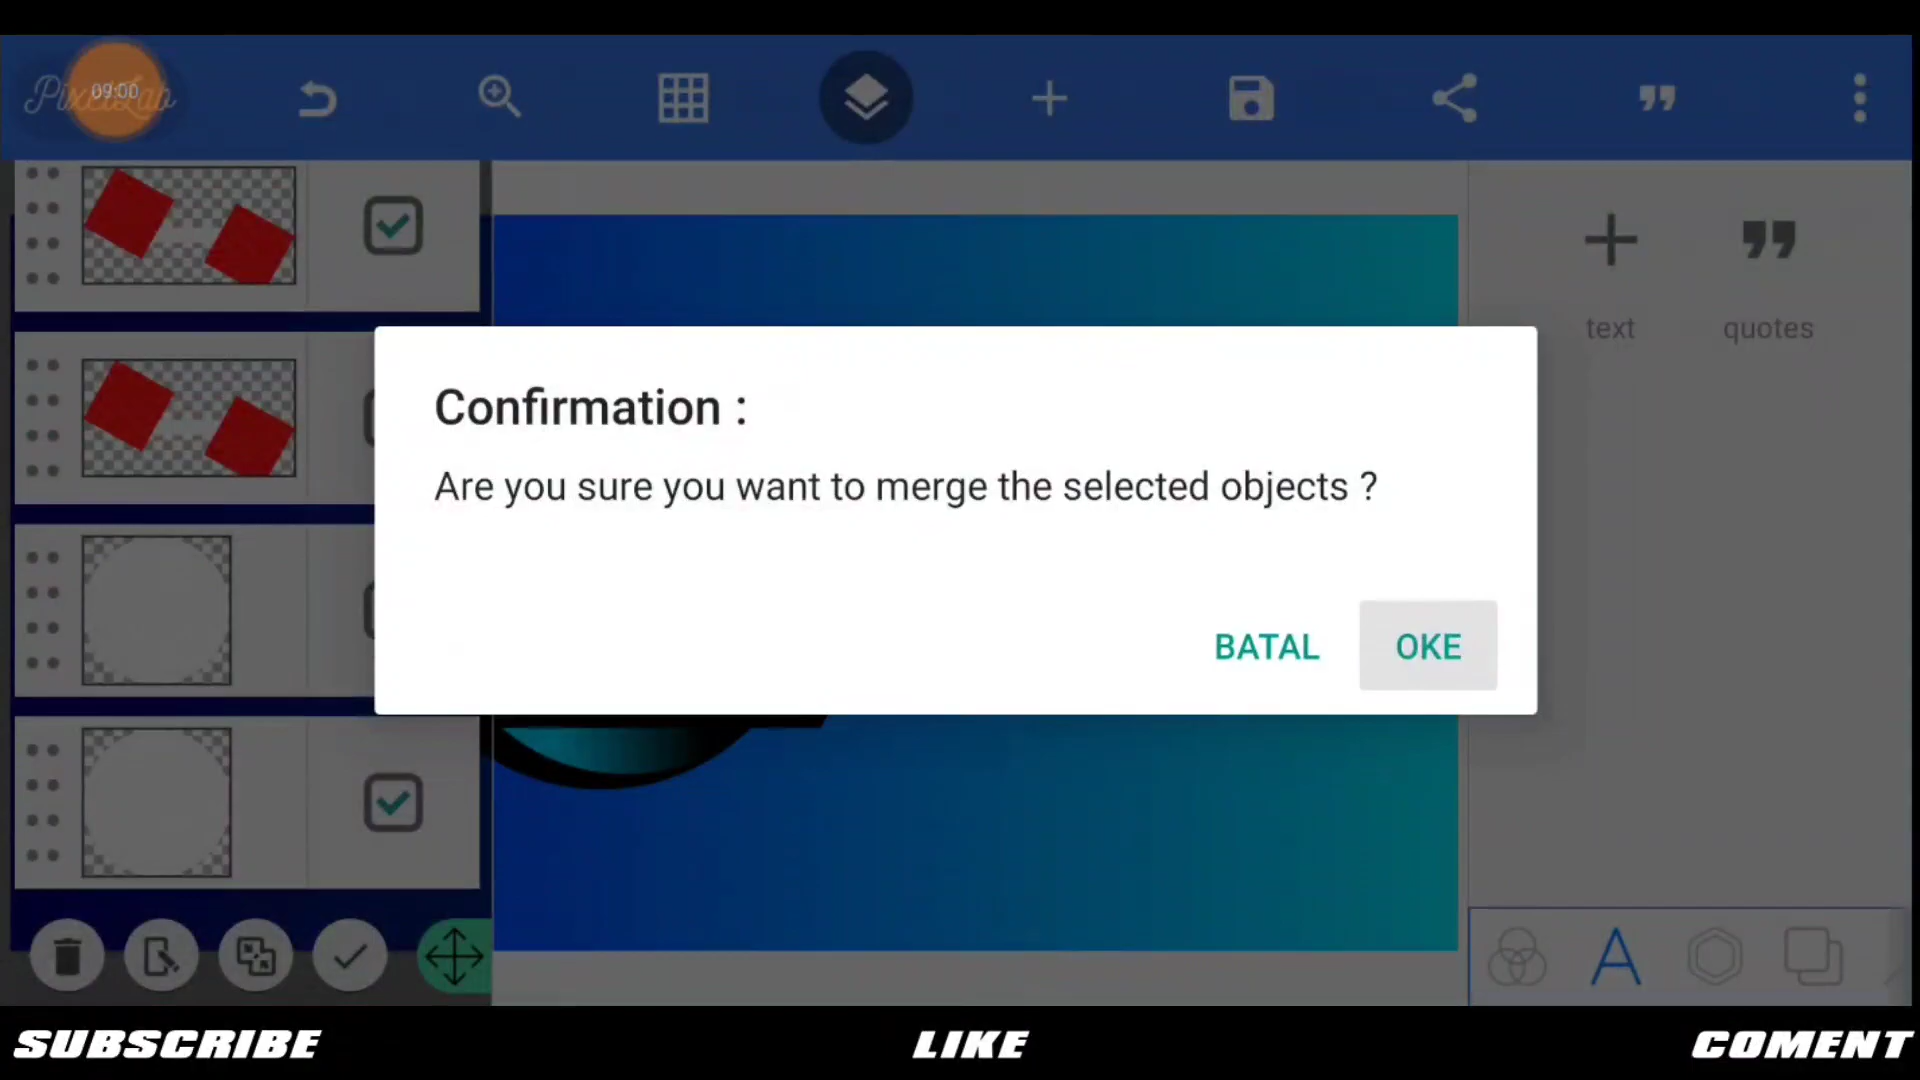 PixelLab
09:00
text
quotes
Confirmation :
Are you sure you want to merge the selected objects ?
BATAL
OKE
SUBSCRIBE
LIKE
COMENT